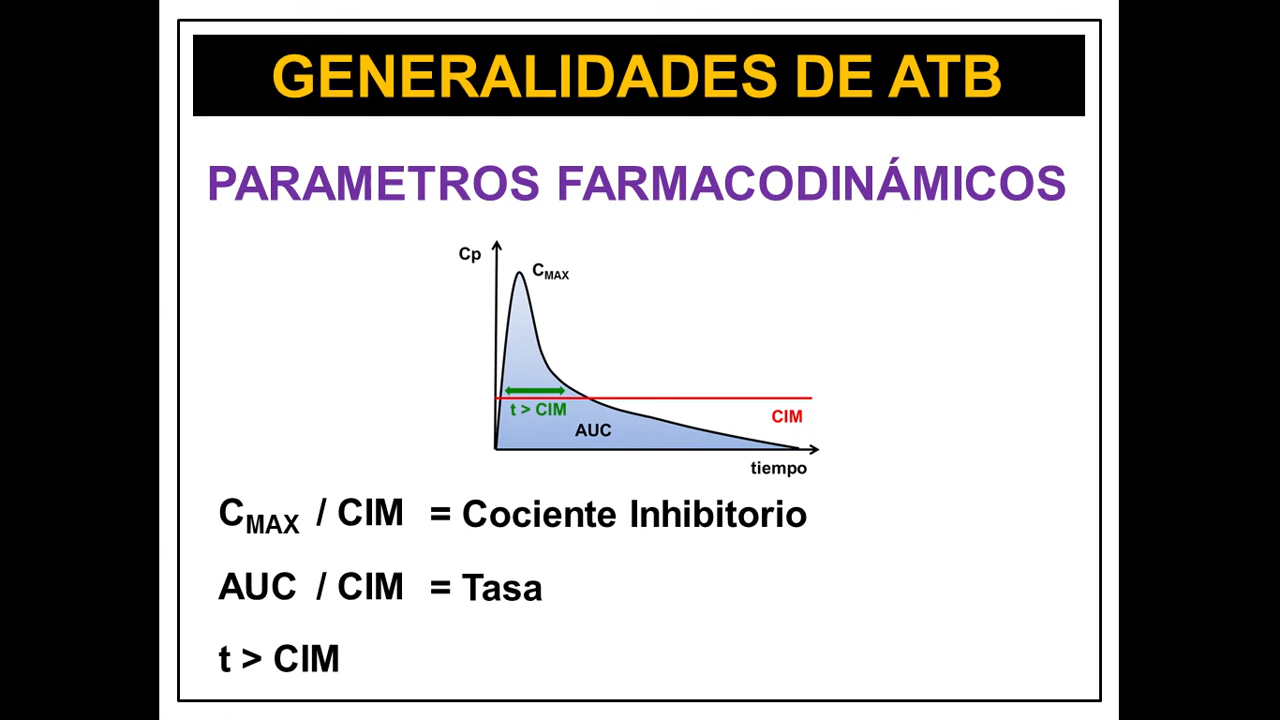 GENERALIDADES DE ATB
PARAMETROS FARMACODINÁMICOS
Cp
CMAX
t > CIM
CIM
AUC
tiempo
CMAX / CIM = Cociente Inhibitorio
AUC / CIM = Tasa
t > CIM